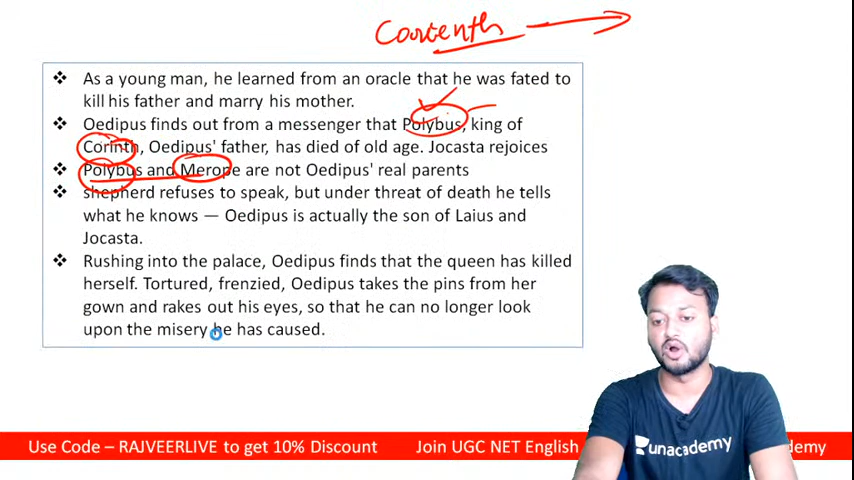 Corenth
❖ As a young man, he learned from an oracle that he was fated to
kill his father and marry his mother.
❖ Oedipus finds out from a messenger that Polybus, king of
Corinth, Oedipus' father, has died of old age. Jocasta rejoices
❖ Polybus and Merope are not Oedipus' real parents
❖ shepherd refuses to speak, but under threat of death he tells
what he knows — Oedipus is actually the son of Laius and
Jocasta.
❖ Rushing into the palace, Oedipus finds that the queen has killed
herself. Tortured, frenzied, Oedipus takes the pins from her
gown and rakes out his eyes, so that he can no longer look
upon the misery he has caused.
unacademy
Use Code – RAJVEERLIVE to get 10% Discount Join UGC NET English demy